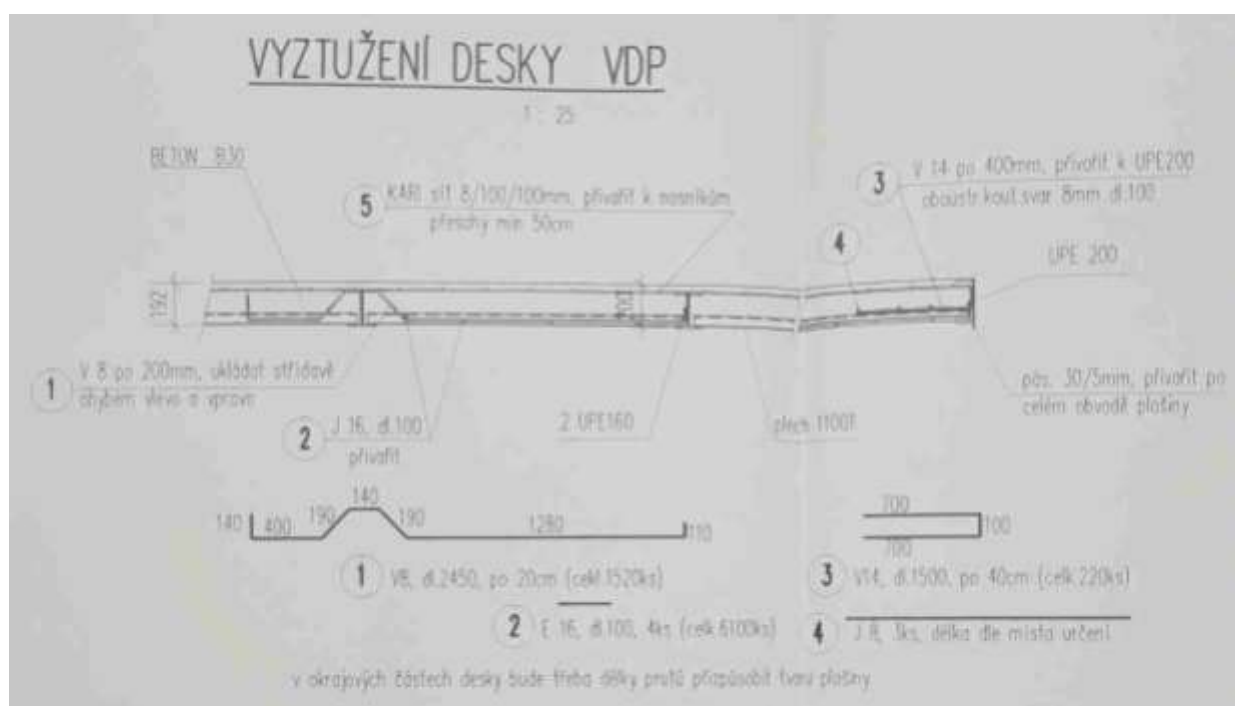 VYZTUŽENÍ DESKY VDP
1 : 25
BETON B30
5 KARI síť 8/100/100mm, přivařit k nosníkům
přesahy min 50cm
3 V 14 po 400mm, přivařit k UPE200
oboustr.kout.svar 8mm dl.100
4
UPE 200
192
200
1 V 8 po 200mm, ukládat střídavě
ohybem vlevo a vpravo
2 J 16, dl.100
přivařit
2 UPE160
plech
pás. 30/5mm, přivařit po
celém obvodě plošiny
140 400 190 140 190 1280 110
700
100
700
1 V8, dl.2450, po 20cm (celk.1520ks)
3 V14, dl.1500, po 40cm (celk.220ks)
2 E 16, dl.100, 4ks (celk.6100ks)
4 J 8, 3ks, délka dle místa určení
v okrajových částech desky bude třeba délky prutů přizpůsobit tvaru plošiny